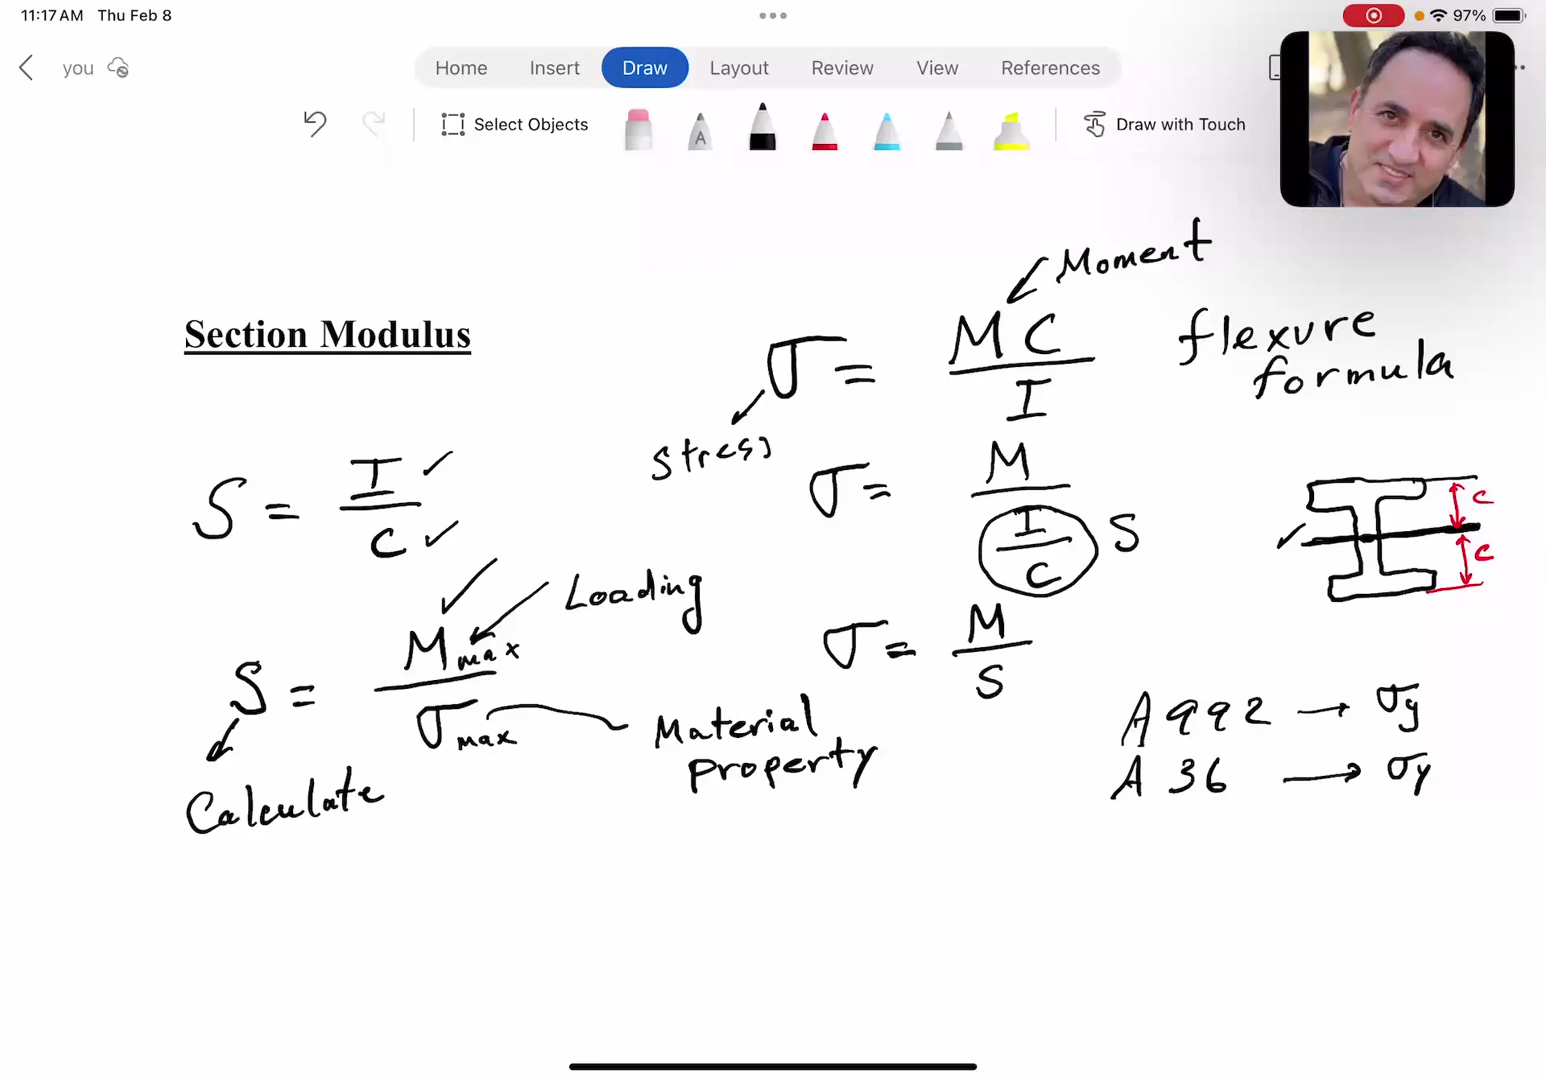 11:17 AM Thu Feb 8
97%
you
Home Insert Draw Layout Review View References
Select Objects
A
Draw with Touch
Section Modulus
Moment
σ = MC / I
flexure
formula
stress
S = I / C
σ = M / (I / C) S
c
c
Loading
S = Mmax / σmax
σ = M / S
Material
property
Calculate
A992 → σy
A 36 → σy